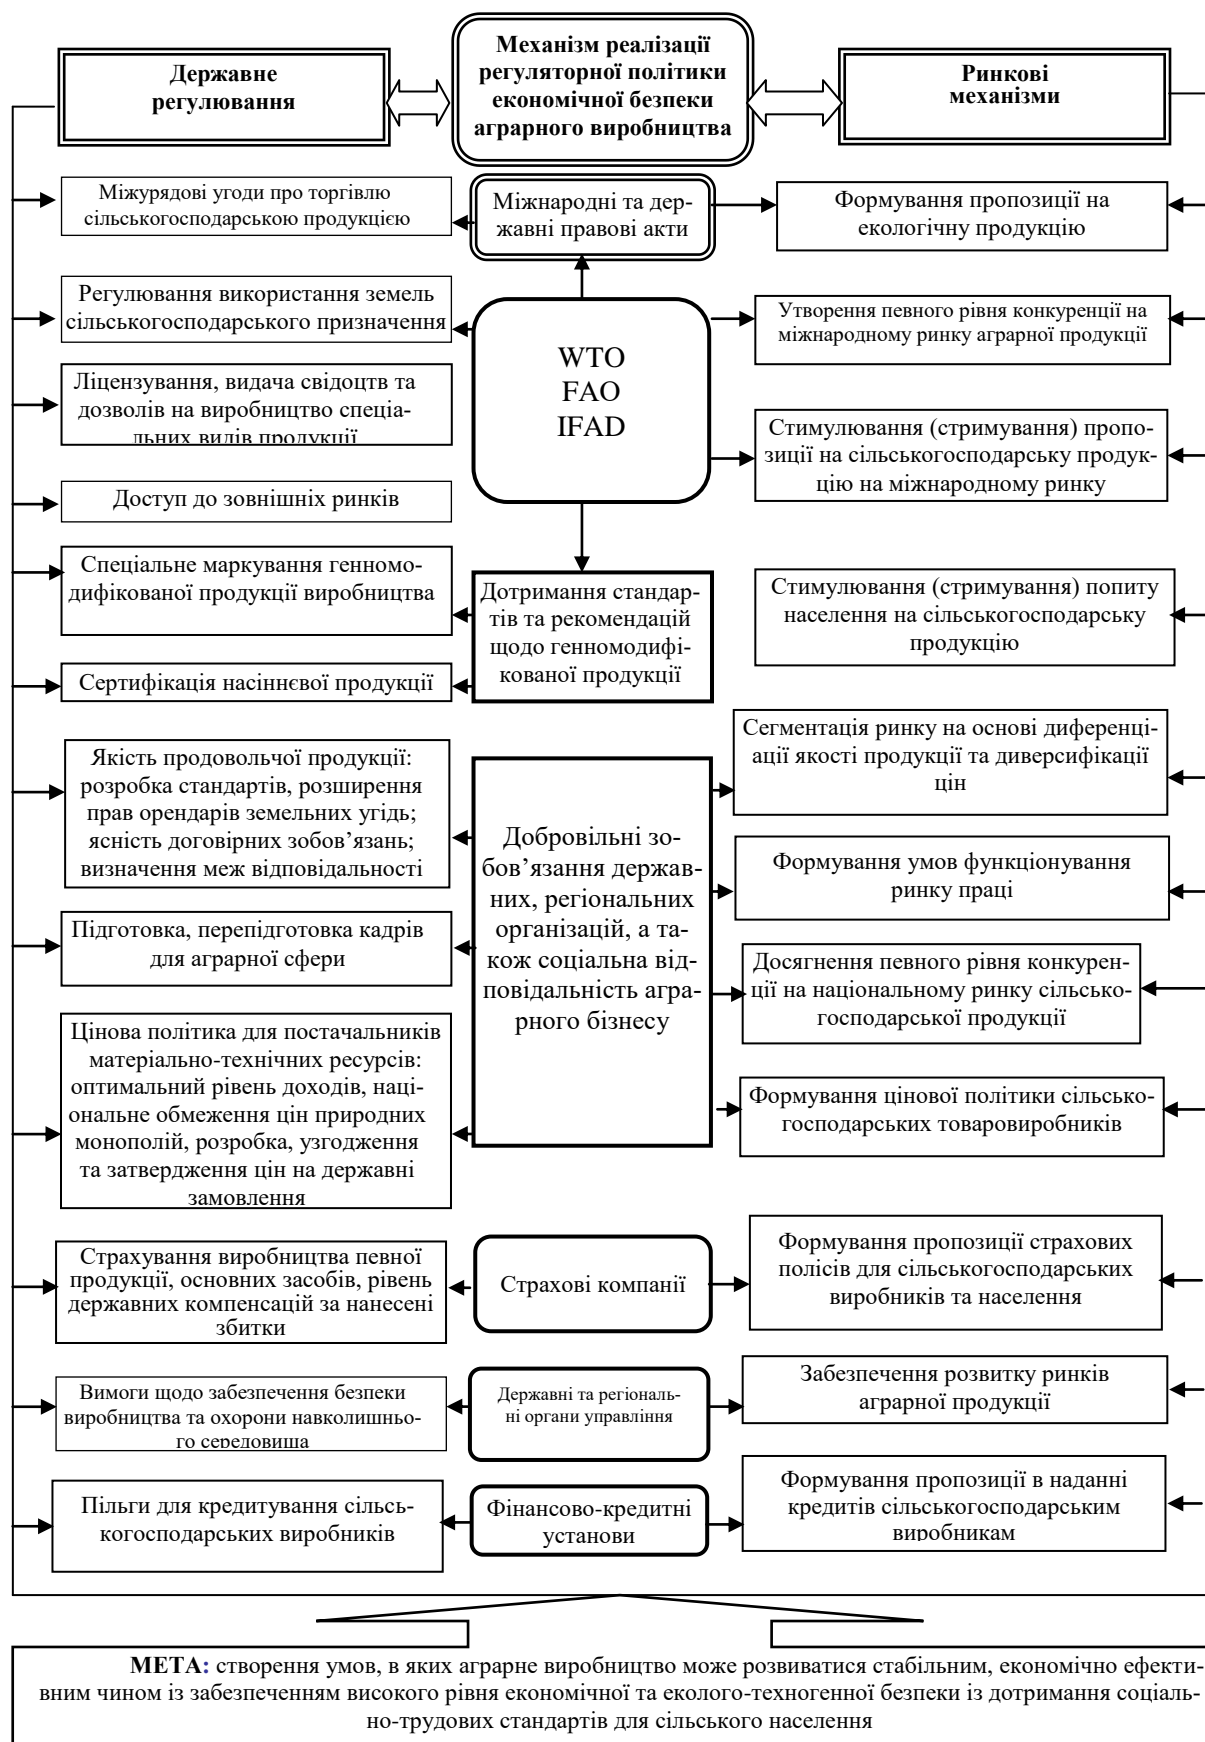 Державне
регулювання
Механізм реалізації
регуляторної політики
економічної безпеки
аграрного виробництва
Ринкові
механізми
Міжурядові угоди про торгівлю
сільськогосподарською продукцією
Міжнародні та дер-
жавні правові акти
Формування пропозиції на
екологічну продукцію
Регулювання використання земель
сільськогосподарського призначення
WTO
FAO
IFAD
Утворення певного рівня конкуренції на
міжнародному ринку аграрної продукції
Ліцензування, видача свідоцтв та
дозволів на виробництво спеціа-
льних видів продукції
Стимулювання (стримування) пропо-
зиції на сільськогосподарську продук-
цію на міжнародному ринку
Доступ до зовнішніх ринків
Спеціальне маркування генномо-
дифікованої продукції виробництва
Дотримання стандар-
тів та рекомендацій
щодо генномодифі-
кованої продукції
Стимулювання (стримування) попиту
населення на сільськогосподарську
продукцію
Сертифікація насіннєвої продукції
Якість продовольчої продукції:
розробка стандартів, розширення
прав орендарів земельних угідь;
ясність договірних зобов’язань;
визначення меж відповідальності
Добровільні зо-
бов’язання держав-
них, регіональних
організацій, а та-
кож соціальна від-
повідальність агра-
рного бізнесу
Сегментація ринку на основі диференці-
ації якості продукції та диверсифікації
цін
Формування умов функціонування
ринку праці
Підготовка, перепідготовка кадрів
для аграрної сфери
Досягнення певного рівня конкурен-
ції на національному ринку сільсько-
господарської продукції
Цінова політика для постачальників
матеріально-технічних ресурсів:
оптимальний рівень доходів, наці-
ональне обмеження цін природних
монополій, розробка, узгодження
та затвердження цін на державні
замовлення
Формування цінової політики сільсько-
господарських товаровиробників
Страхування виробництва певної
продукції, основних засобів, рівень
державних компенсацій за нанесені
збитки
Страхові компанії
Формування пропозиції страхових
полісів для сільськогосподарських
виробників та населення
Вимоги щодо забезпечення безпеки
виробництва та охорони навколишньо-
го середовища
Державні та регіональ-
ні органи управління
Забезпечення розвитку ринків
аграрної продукції
Пільги для кредитування сільсь-
когосподарських виробників
Фінансово-кредитні
установи
Формування пропозиції в наданні
кредитів сільськогосподарським
виробникам
МЕТА: створення умов, в яких аграрне виробництво може розвиватися стабільним, економічно ефекти-
вним чином із забезпеченням високого рівня економічної та еколого-техногенної безпеки із дотримання соціаль-
но-трудових стандартів для сільського населення